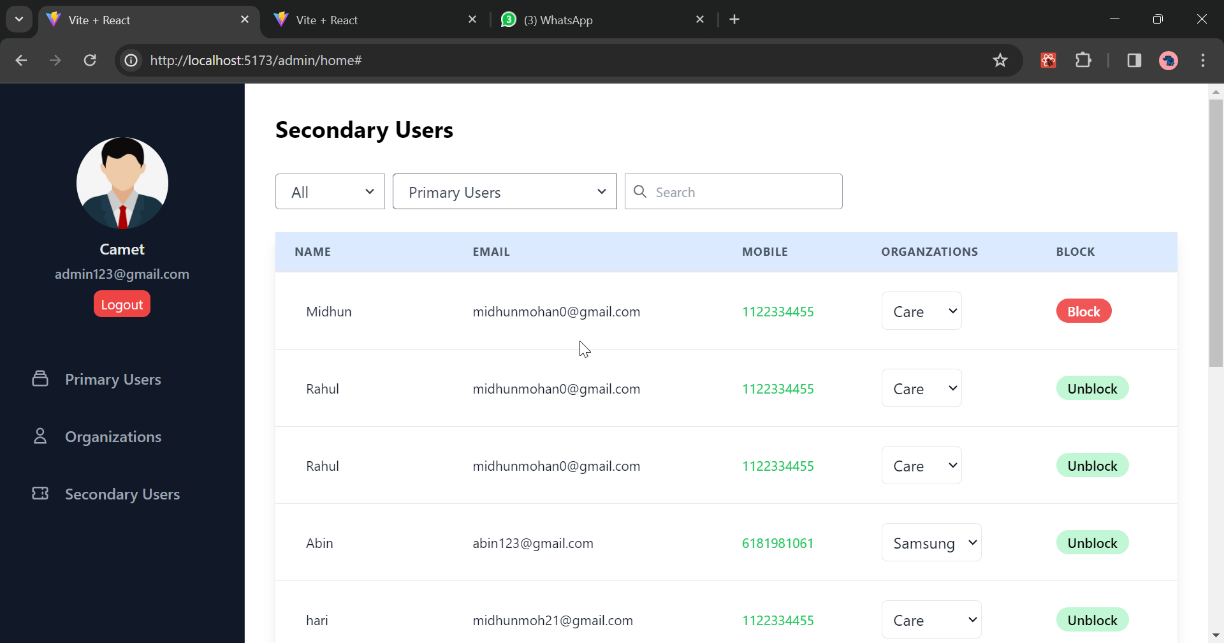 Vite + React
Vite + React
3 (3) WhatsApp
http://localhost:5173/admin/home#
Camet
admin123@gmail.com
Logout
Primary Users
Organizations
Secondary Users
Secondary Users
All Primary Users Search
NAME EMAIL MOBILE ORGANZATIONS BLOCK
Midhun midhunmohan0@gmail.com 1122334455 Care Block
Rahul midhunmohan0@gmail.com 1122334455 Care Unblock
Rahul midhunmohan0@gmail.com 1122334455 Care Unblock
Abin abin123@gmail.com 6181981061 Samsung Unblock
hari midhunmoh21@gmail.com 1122334455 Care Unblock